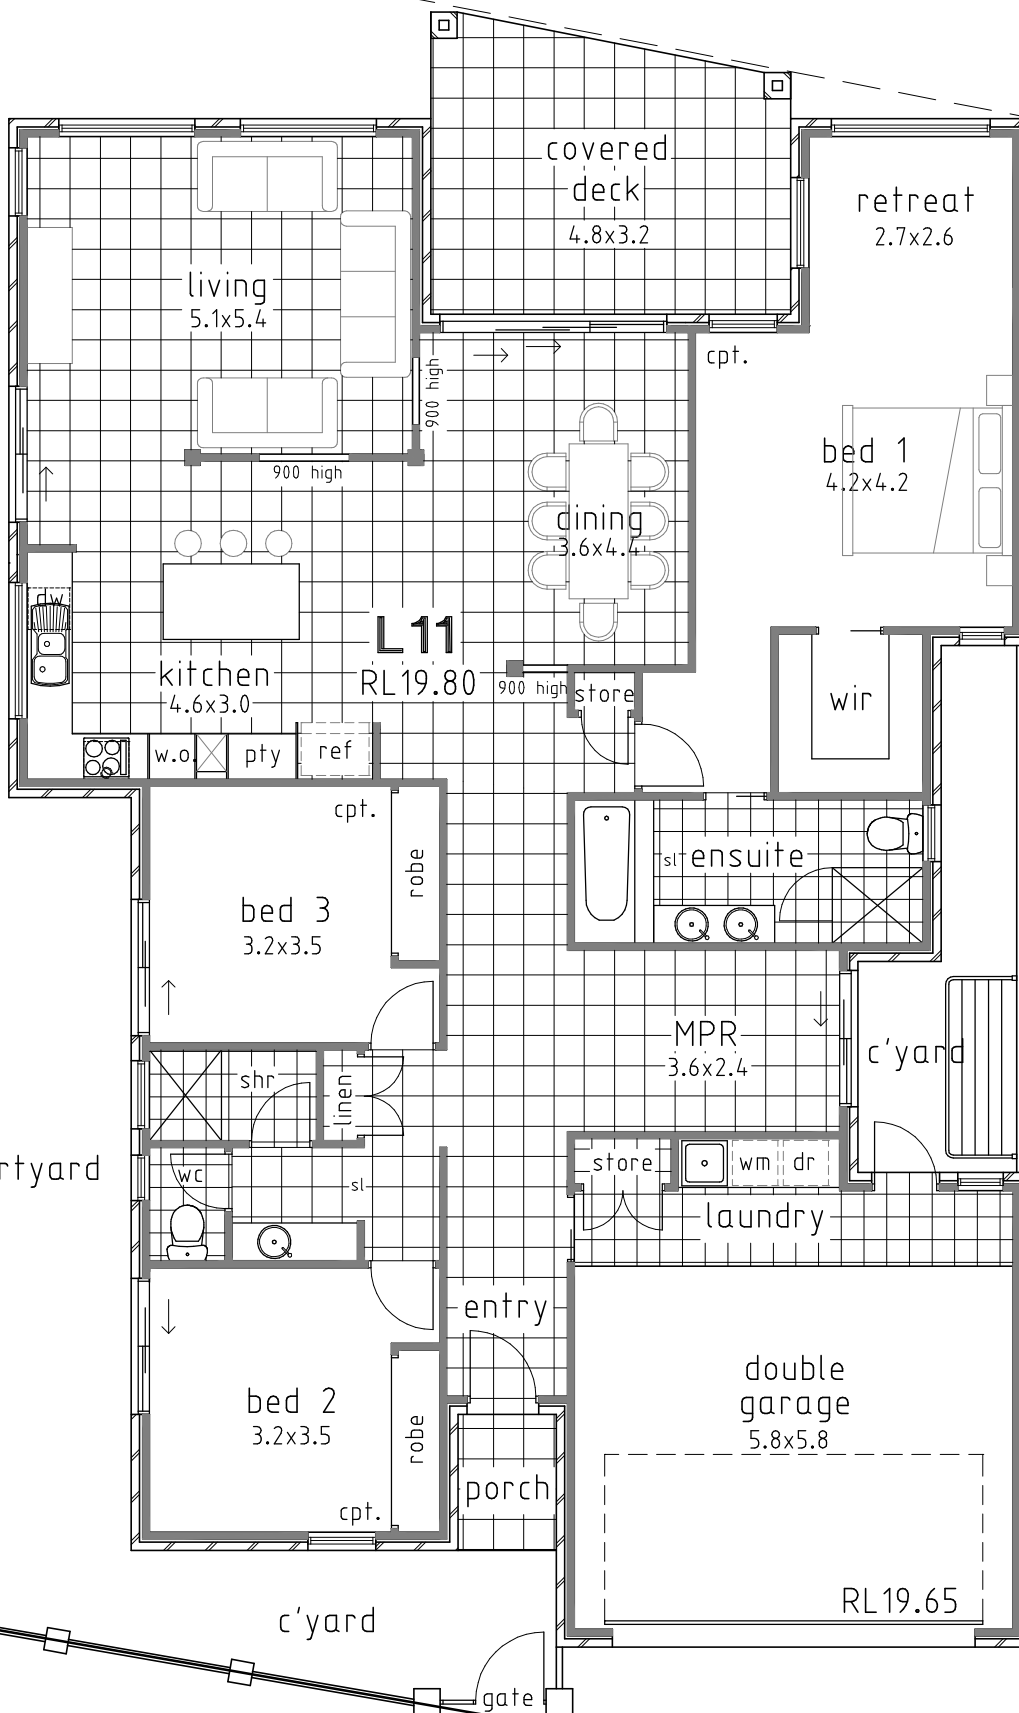 covered
deck
4.8x3.2
retreat
2.7x2.6
living
5.1x5.4
cpt.
900 high
900 high
bed 1
4.2x4.2
dining
3.6x4.4
dw
L11
RL19.80
kitchen
4.6x3.0
900 high
store
wir
w.o.
pty
ref
cpt.
robe
sl
ensuite
bed 3
3.2x3.5
MPR
3.6x2.4
c'yard
shr
linen
rtyard
wc
sl
store
wm
dr
laundry
entry
double
garage
5.8x5.8
bed 2
3.2x3.5
robe
porch
cpt.
RL19.65
c'yard
gate